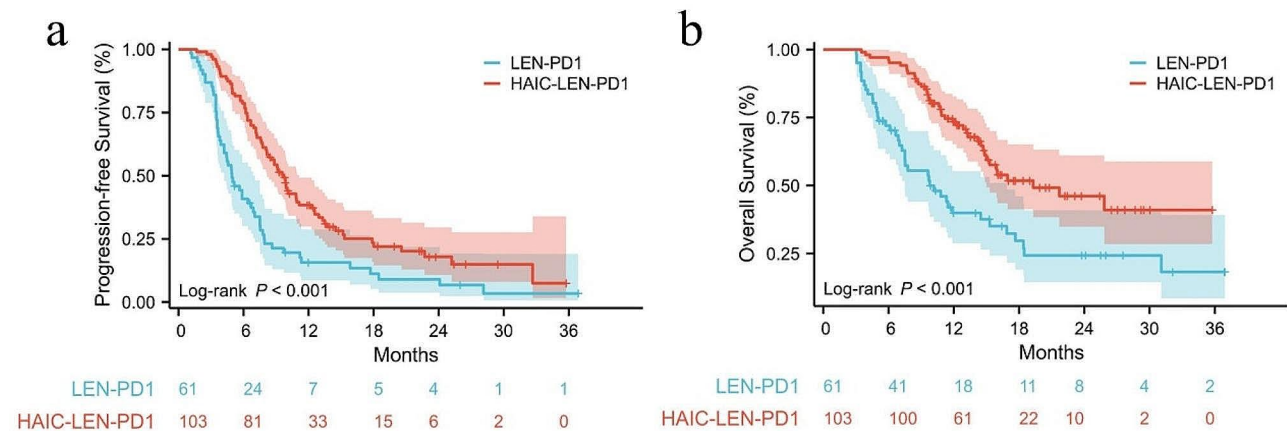 a
Progression-free Survival (%)
1.00
0.75
0.50
0.25
0.00
LEN-PD1
HAIC-LEN-PD1
Log-rank P < 0.001
0 6 12 18 24 30 36
Months
LEN-PD1 61 24 7 5 4 1 1
HAIC-LEN-PD1 103 81 33 15 6 2 0
b
Overall Survival (%)
1.00
0.75
0.50
0.25
LEN-PD1
HAIC-LEN-PD1
Log-rank P < 0.001
0 6 12 18 24 30 36
Months
LEN-PD1 61 41 18 11 8 4 2
HAIC-LEN-PD1 103 100 61 22 10 2 0